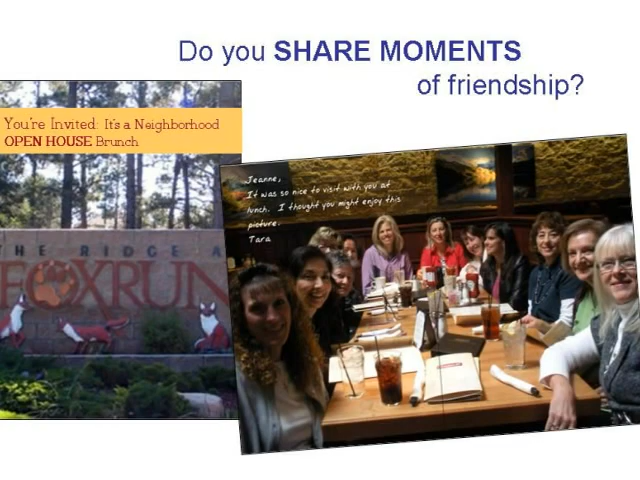 Do you SHARE MOMENTS
of friendship?
You're Invited: It's a Neighborhood
OPEN HOUSE Brunch
THE RIDGE A
FOXRUN
Jeanne,
It was so nice to visit with you at
lunch. I thought you might enjoy this
picture.
Tara